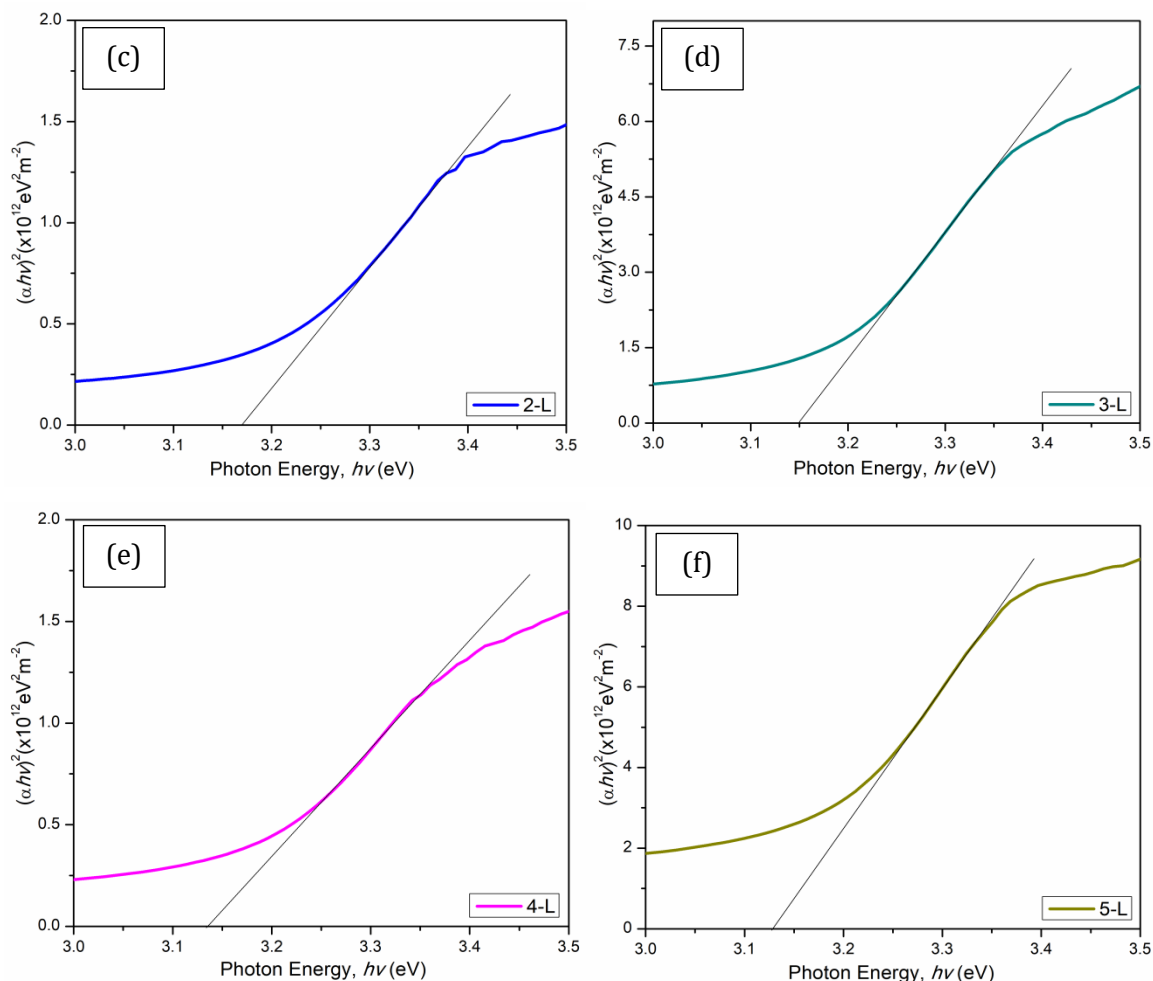 (c)
2.0
1.5
1.0
0.5
0.0
(αhν)²(x10¹²eV²m⁻²)
3.0 3.1 3.2 3.3 3.4 3.5
Photon Energy, hν (eV)
2-L
(d)
7.5
6.0
4.5
3.0
1.5
0.0
(αhν)²(x10¹²eV²m⁻²)
3.0 3.1 3.2 3.3 3.4 3.5
Photon Energy, hν (eV)
3-L
(e)
2.0
1.5
1.0
0.5
0.0
(αhν)²(x10¹²eV²m⁻²)
3.0 3.1 3.2 3.3 3.4 3.5
Photon Energy, hν (eV)
4-L
(f)
10
8
6
4
2
0
(αhν)²(x10¹²eV²m⁻²)
3.0 3.1 3.2 3.3 3.4 3.5
Photon Energy, hν (eV)
5-L